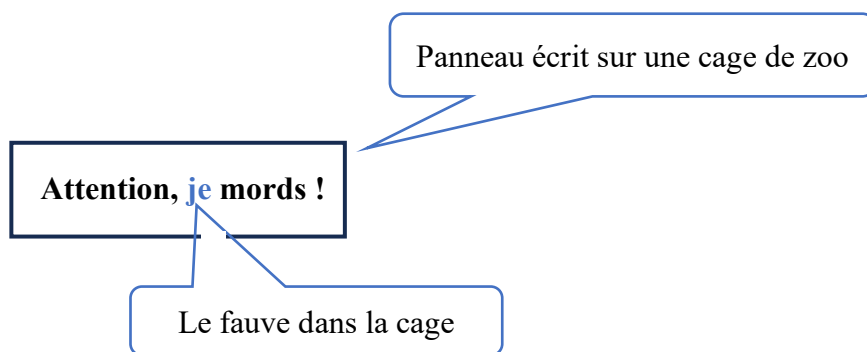 Panneau écrit sur une cage de zoo
Attention, je mords !
Le fauve dans la cage